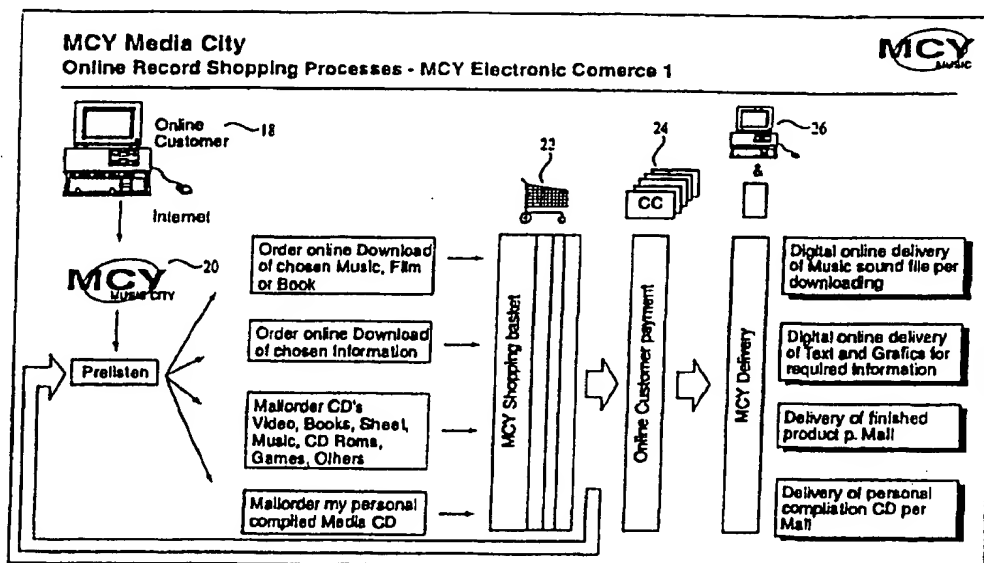 MCY Media City
Online Record Shopping Processes - MCY Electronic Comerce 1
MCY
MUSIC
Online
Customer
18
Internet
MCY
MUSIC CITY
20
Prelisten
Order online Download
of chosen Music, Film
or Book
Order online Download
of chosen Information
Mailorder CD's
Video, Books, Sheet,
Music, CD Roms,
Games, Others
Mailorder my personal
compiled Media CD
22
MCY Shopping basket
24
CC
Online Customer payment
26
&
MCY Delivery
Digital online delivery
of Music sound file per
downloading
Digital online delivery
of Text and Grafics for
required Information
Delivery of finished
product p. Mail
Delivery of personal
compilation CD per
Mail